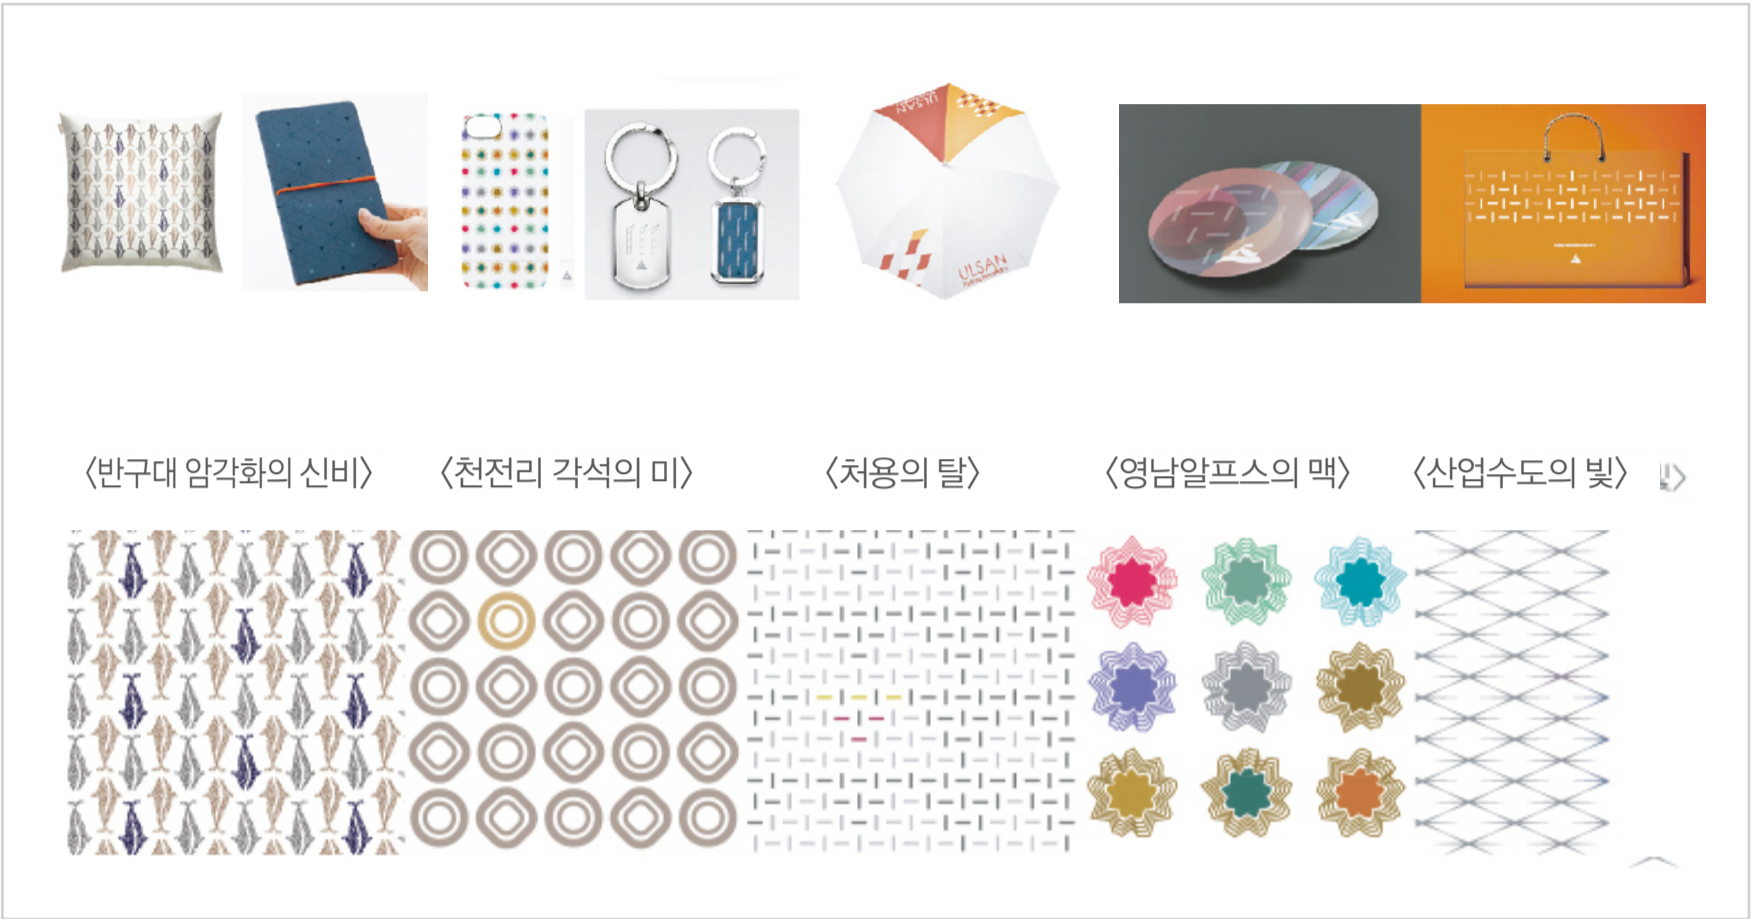 ULSAN
ULSAN
〈반구대 암각화의 신비〉
〈천전리 각석의 미〉
〈처용의 탈〉
〈영남알프스의 맥〉
〈산업수도의 빛〉